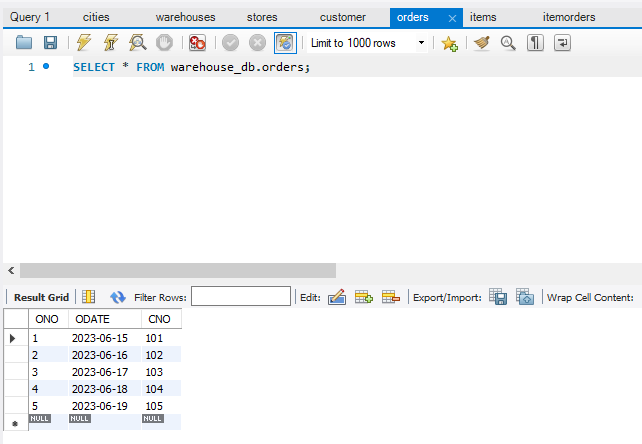 Query 1 cities warehouses stores customer orders items itemorders
Limit to 1000 rows
1 SELECT * FROM warehouse_db.orders;
Result Grid Filter Rows: Edit: Export/Import: Wrap Cell Content:
ONO ODATE CNO
1 2023-06-15 101
2 2023-06-16 102
3 2023-06-17 103
4 2023-06-18 104
5 2023-06-19 105
NULL NULL NULL